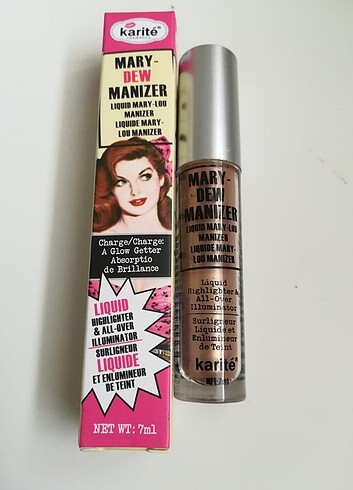 karité®
cosmetics
MARY-
DEW
MANIZER
LIQUID MARY-LOU
MANIZER
LIQUIDE MARY-
LOU MANIZER
Charge/Charge:
A Glow Getter
Absorptio
de Brillance
LIQUID
HIGHLIGHTER
& ALL-OVER
ILLUMINATOR
SURLIGNEUR
LIQUIDE
ET ENLUMINEUR
DE TEINT
NET WT: 7ml
MARY-
DEW
MANIZER
LIQUID MARY-LOU
MANIZER
LIQUIDE MARY-
LOU MANIZER
Liquid
Highlighter &
All-Over
Illuminator
Surligneur
Liquide et
Enlumineur
de Teint
karité®